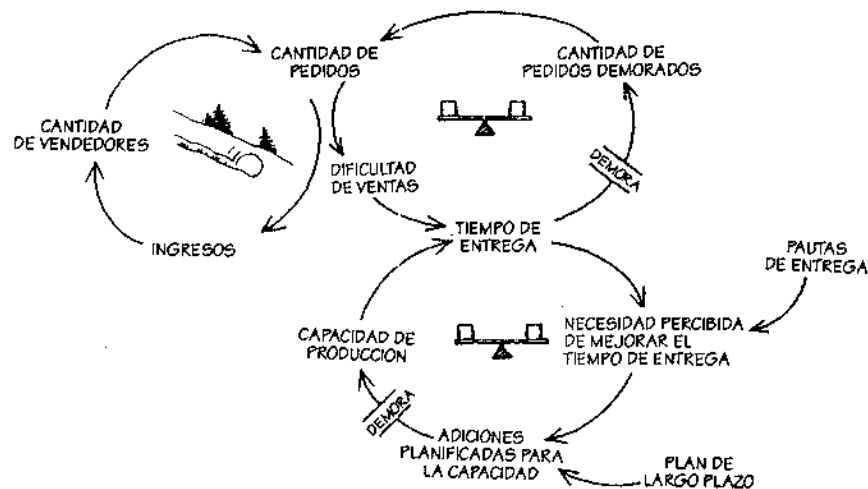 CANTIDAD DE
PEDIDOS
CANTIDAD DE
PEDIDOS DEMORADOS
CANTIDAD
DE VENDEDORES
DIFICULTAD
DE VENTAS
DEMORA
INGRESOS
TIEMPO DE
ENTREGA
PAUTAS
DE ENTREGA
CAPACIDAD DE
PRODUCCION
NECESIDAD PERCIBIDA
DE MEJORAR EL
TIEMPO DE ENTREGA
DEMORA
ADICIONES
PLANIFICADAS PARA
LA CAPACIDAD
PLAN DE
LARGO PLAZO